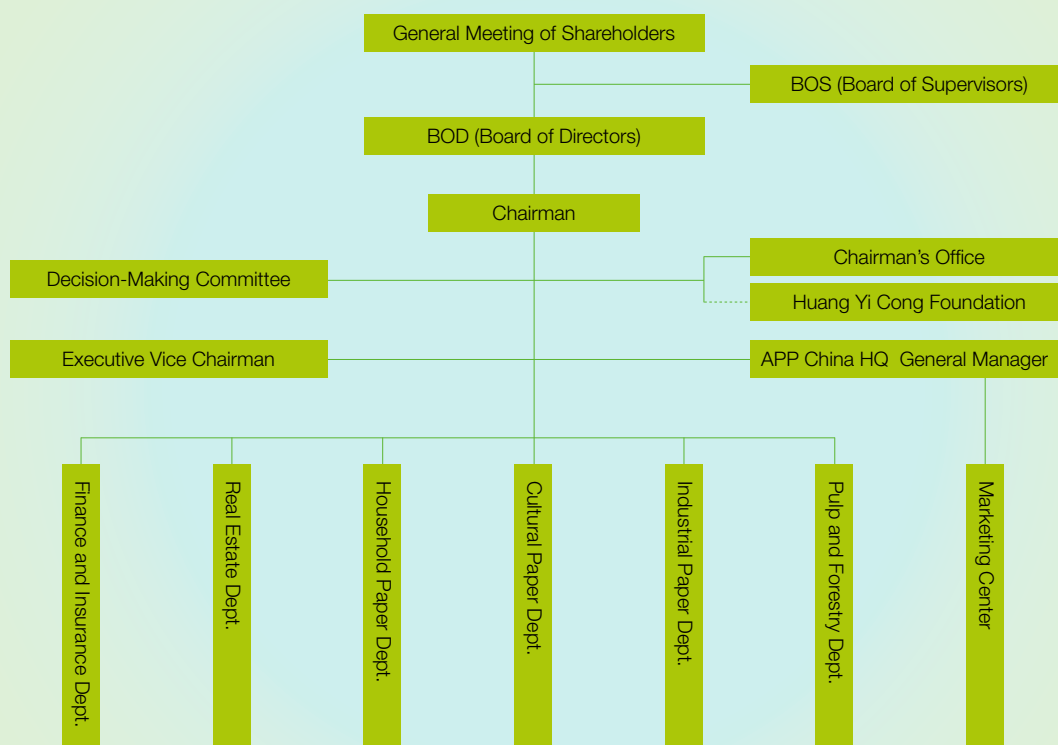 General Meeting of Shareholders
BOS (Board of Supervisors)
BOD (Board of Directors)
Chairman
Chairman’s Office
Decision-Making Committee
Huang Yi Cong Foundation
Executive Vice Chairman
APP China HQ  General Manager
Finance and Insurance Dept.
Real Estate Dept.
Household Paper Dept.
Cultural Paper Dept.
Industrial Paper Dept.
Pulp and Forestry Dept.
Marketing Center